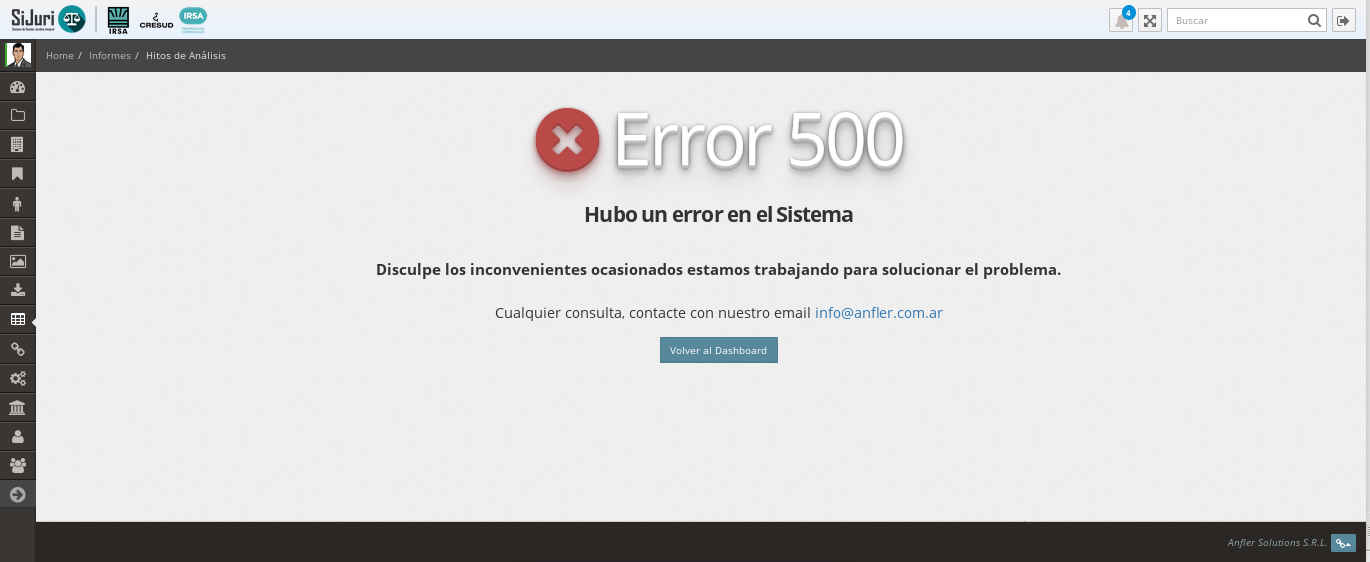 SiJuri
IRSA
CRESUD
IRSA
4
Buscar
Home / Informes / Hitos de Análisis
Error 500
Hubo un error en el Sistema
Disculpe los inconvenientes ocasionados estamos trabajando para solucionar el problema.
Cualquier consulta, contacte con nuestro email info@anfler.com.ar
Volver al Dashboard
Anfler Solutions S.R.L.